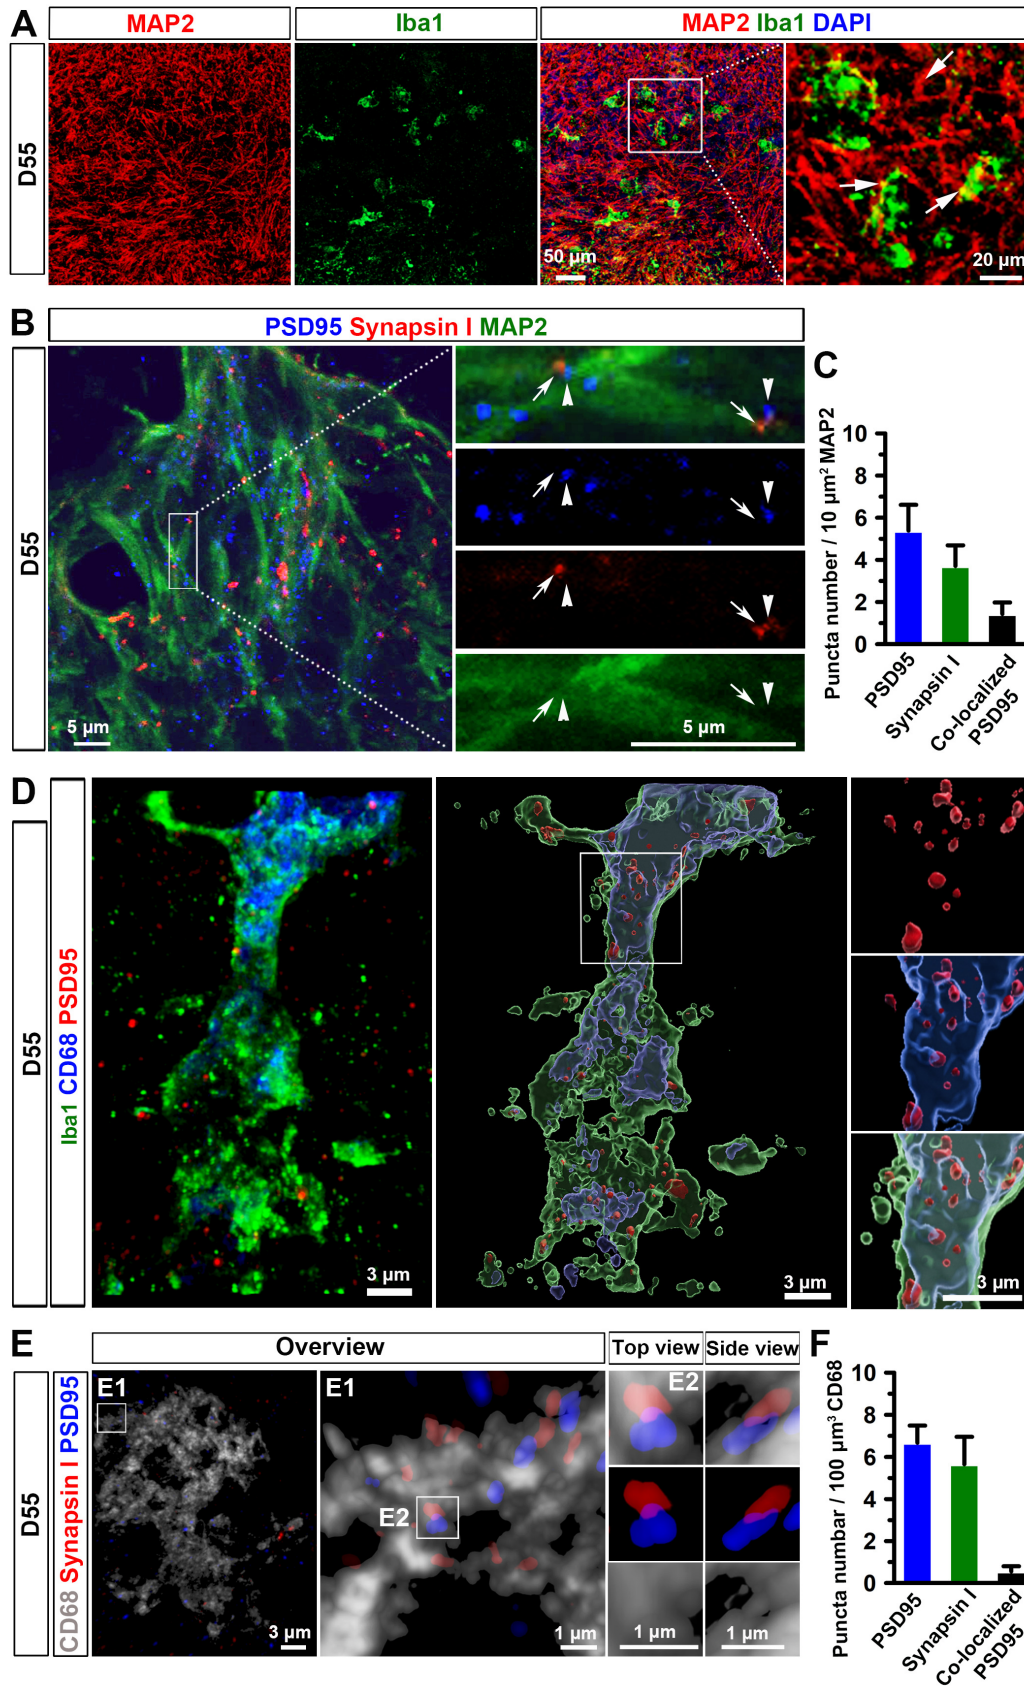 A
MAP2
Iba1
MAP2 Iba1 DAPI
D55
50 µm
20 µm
B
PSD95 Synapsin I MAP2
D55
5 µm
5 µm
C
Puncta number / 10 µm² MAP2
10
8
6
4
2
0
PSD95
Synapsin I
Co-localized
PSD95
D
D55
Iba1 CD68 PSD95
3 µm
3 µm
3 µm
E
Overview
Top view
Side view
D55
CD68 Synapsin I PSD95
E1
3 µm
E1
E2
1 µm
E2
1 µm
1 µm
F
Puncta numbar / 100 µm³ CD68
10
8
6
4
2
0
PSD95
Synapsin I
Co-localized
PSD95